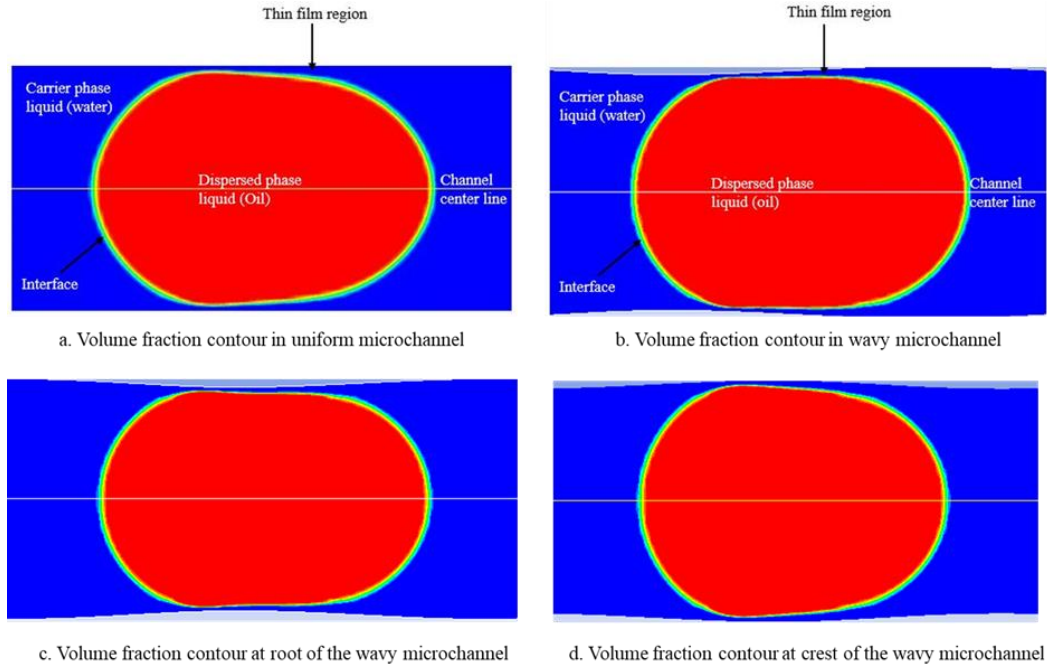 Thin film region
Carrier phase
liquid (water)
Dispersed phase
liquid (Oil)
Channel
center line
Interface
a. Volume fraction contour in uniform microchannel
Thin film region
Carrier phase
liquid (water)
Dispersed phase
liquid (oil)
Channel
center line
Interface
b. Volume fraction contour in wavy microchannel
c. Volume fraction contour at root of the wavy microchannel
d. Volume fraction contour at crest of the wavy microchannel